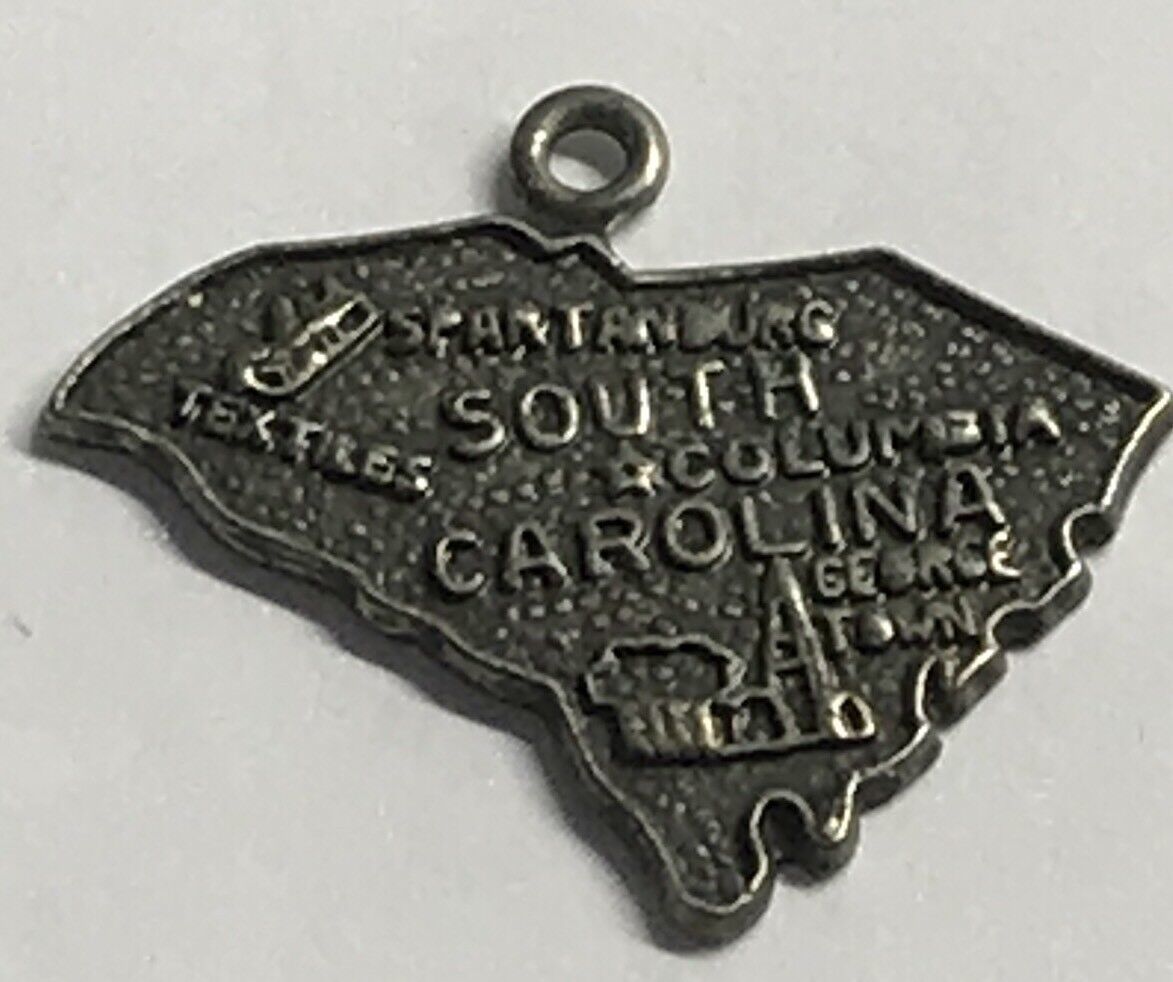 SPARTANBURG
TEXTILES
SOUTH
COLUMBIA
CAROLINA
GEORGE
TOWN